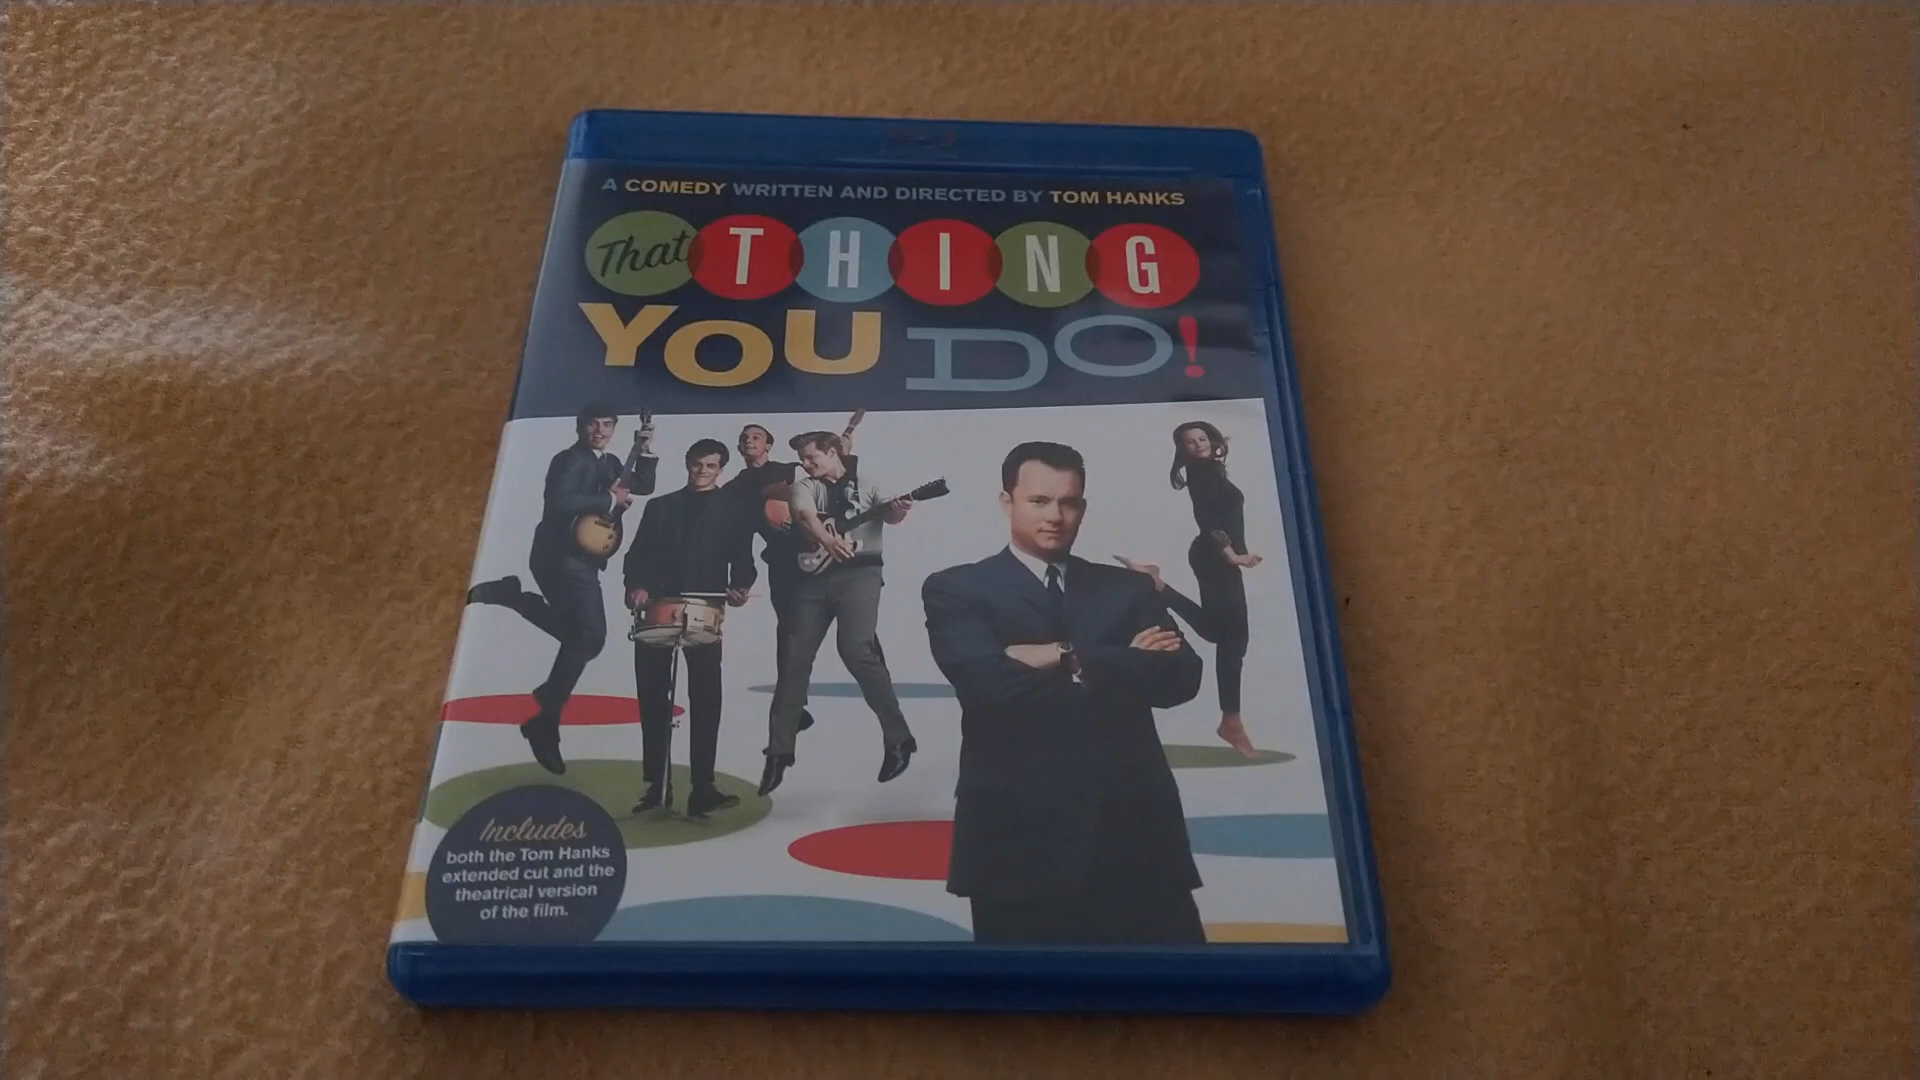 A COMEDY WRITTEN AND DIRECTED BY TOM HANKS
That THING
YOU DO!
Includes
both the Tom Hanks
extended cut and the
theatrical version
of the film.